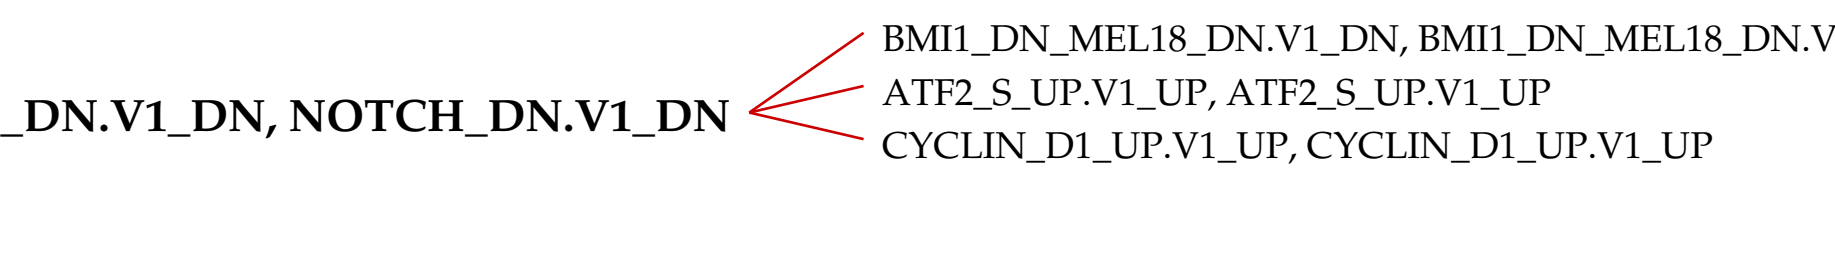 BMI1_DN_MEL18_DN.V1_DN, BMI1_DN_MEL18_DN.V
ATF2_S_UP.V1_UP, ATF2_S_UP.V1_UP
_DN.V1_DN, NOTCH_DN.V1_DN
CYCLIN_D1_UP.V1_UP, CYCLIN_D1_UP.V1_UP